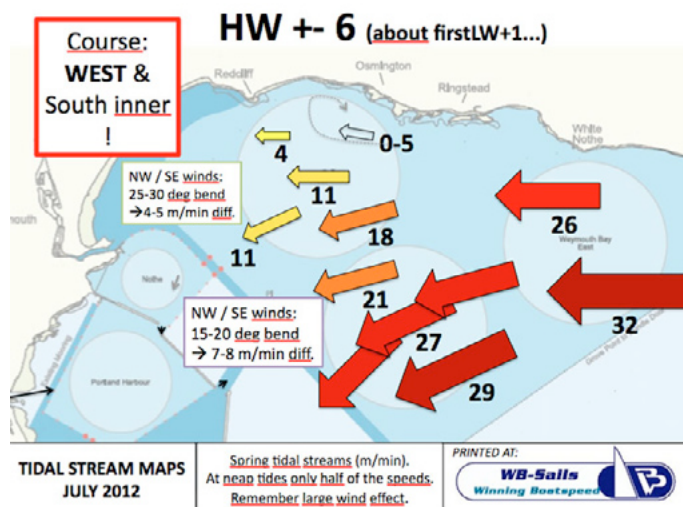 HW +- 6 (about firstLW+1...)
Course:
WEST &
South inner
!
Redcliff
Osmington
Ringstead
White
Nothe
4
0-5
NW / SE winds:
25-30 deg bend
→4-5 m/min diff.
11
11
18
26
Weymouth Bay
East
mouth
Nothe
21
32
NW / SE winds:
15-20 deg bend
→ 7-8 m/min diff.
27
29
Portland Harbour
TIDAL STREAM MAPS
JULY 2012
Spring tidal streams (m/min).
At neap tides only half of the speeds.
Remember large wind effect.
PRINTED AT:
WB-Sails
Winning Boatspeed